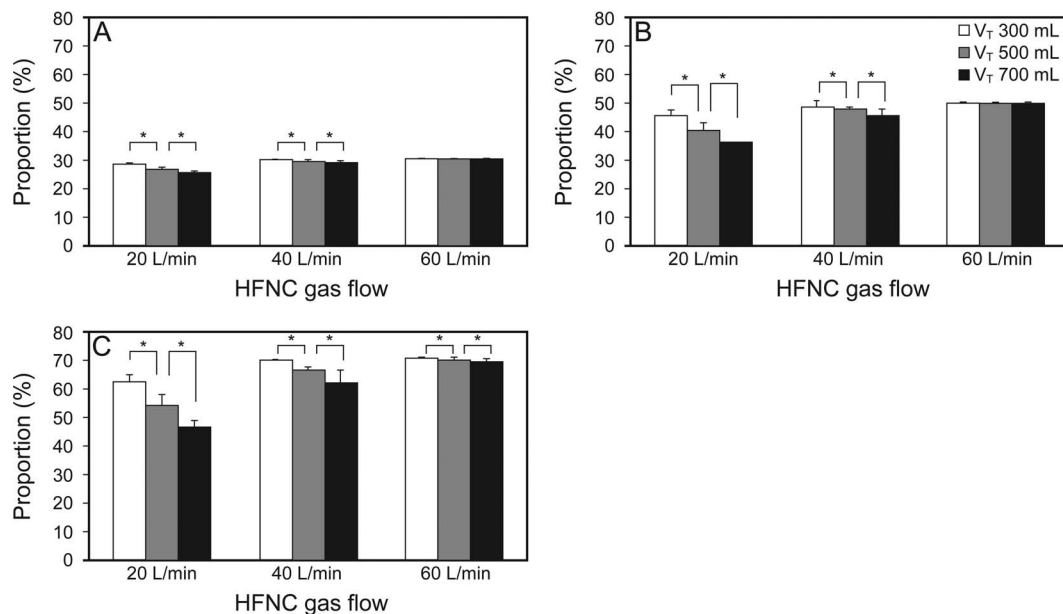 A
Proportion (%)
80
70
60
50
40
30
20
10
0
* * * *
20 L/min 40 L/min 60 L/min
HFNC gas flow
B
Proportion (%)
80
70
60
50
40
30
20
10
0
V_T 300 mL
V_T 500 mL
V_T 700 mL
* * * *
20 L/min 40 L/min 60 L/min
HFNC gas flow
C
Proportion (%)
80
70
60
50
40
30
20
10
0
* * * * * *
20 L/min 40 L/min 60 L/min
HFNC gas flow